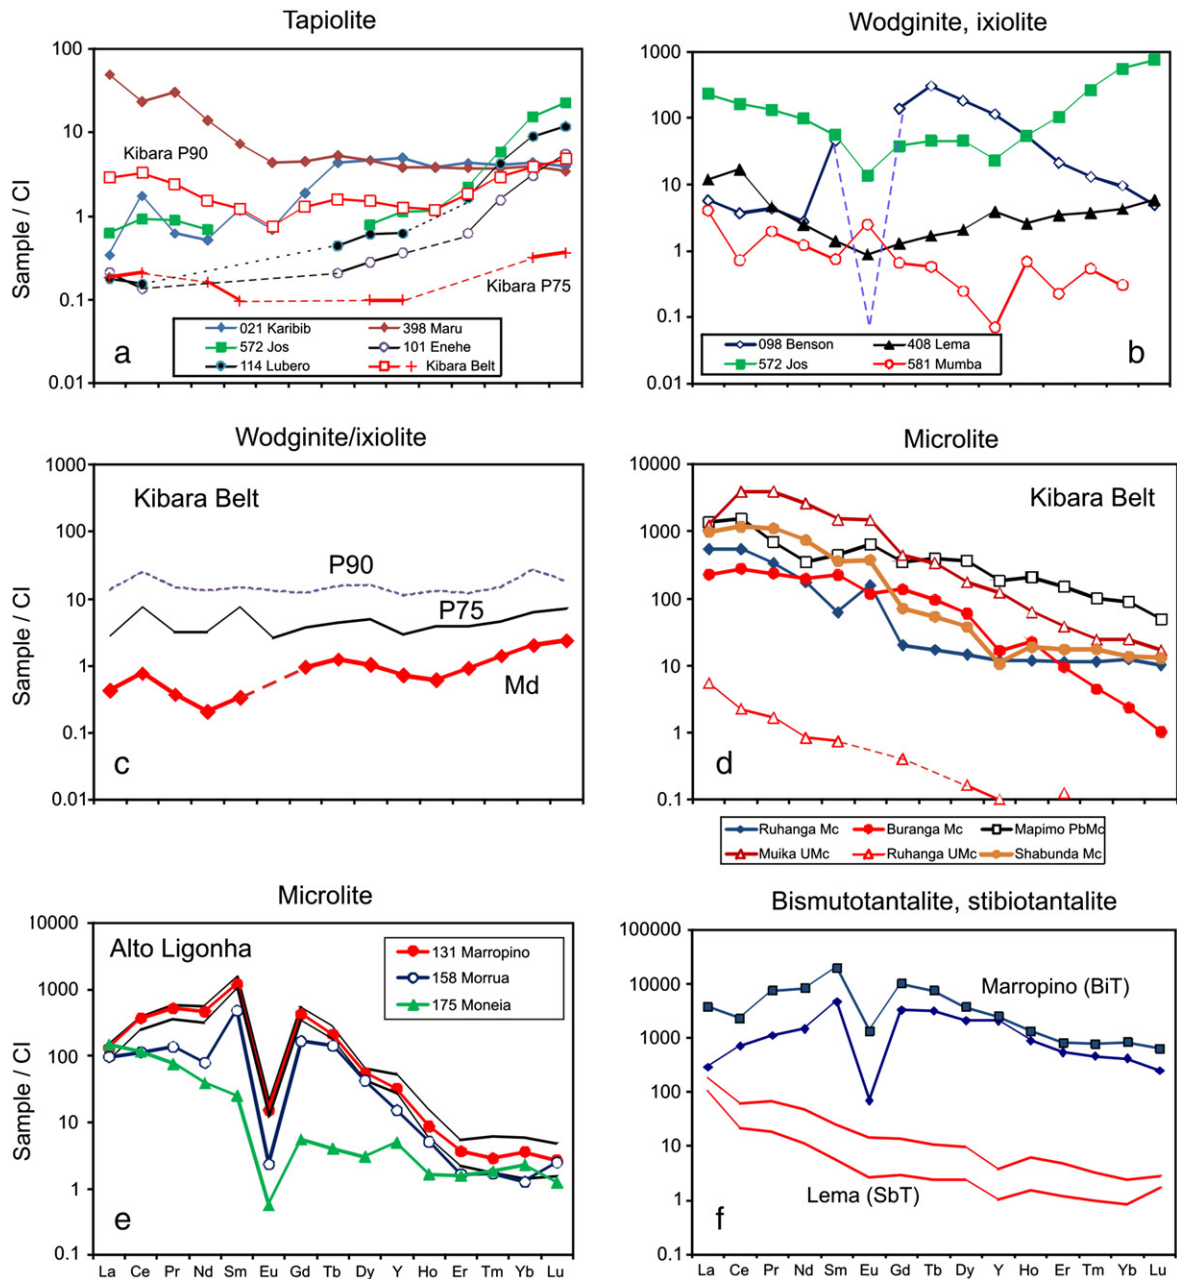 Tapiolite
Wodginite, ixiolite
100
10
1
0.1
0.01
Sample / CI
Kibara P90
Kibara P75
021 Karibib
398 Maru
572 Jos
101 Enehe
114 Lubero
Kibara Belt
a
1000
100
10
1
0.1
0.01
098 Benson
408 Lema
572 Jos
581 Mumba
b
Wodginite/ixiolite
Microlite
1000
100
10
1
0.1
0.01
Sample / CI
Kibara Belt
P90
P75
Md
c
10000
1000
100
10
1
0.1
Kibara Belt
d
Ruhanga Mc
Buranga Mc
Mapimo PbMc
Muika UMc
Ruhanga UMc
Shabunda Mc
Microlite
Bismutotantalite, stibiotantalite
10000
1000
100
10
1
0.1
Sample / CI
Alto Ligonha
131 Marropino
158 Morrua
175 Moneia
e
La Ce Pr Nd Sm Eu Gd Tb Dy Y Ho Er Tm Yb Lu
100000
10000
1000
100
10
1
0.1
Marropino (BiT)
Lema (SbT)
f
La Ce Pr Nd Sm Eu Gd Tb Dy Y Ho Er Tm Yb Lu